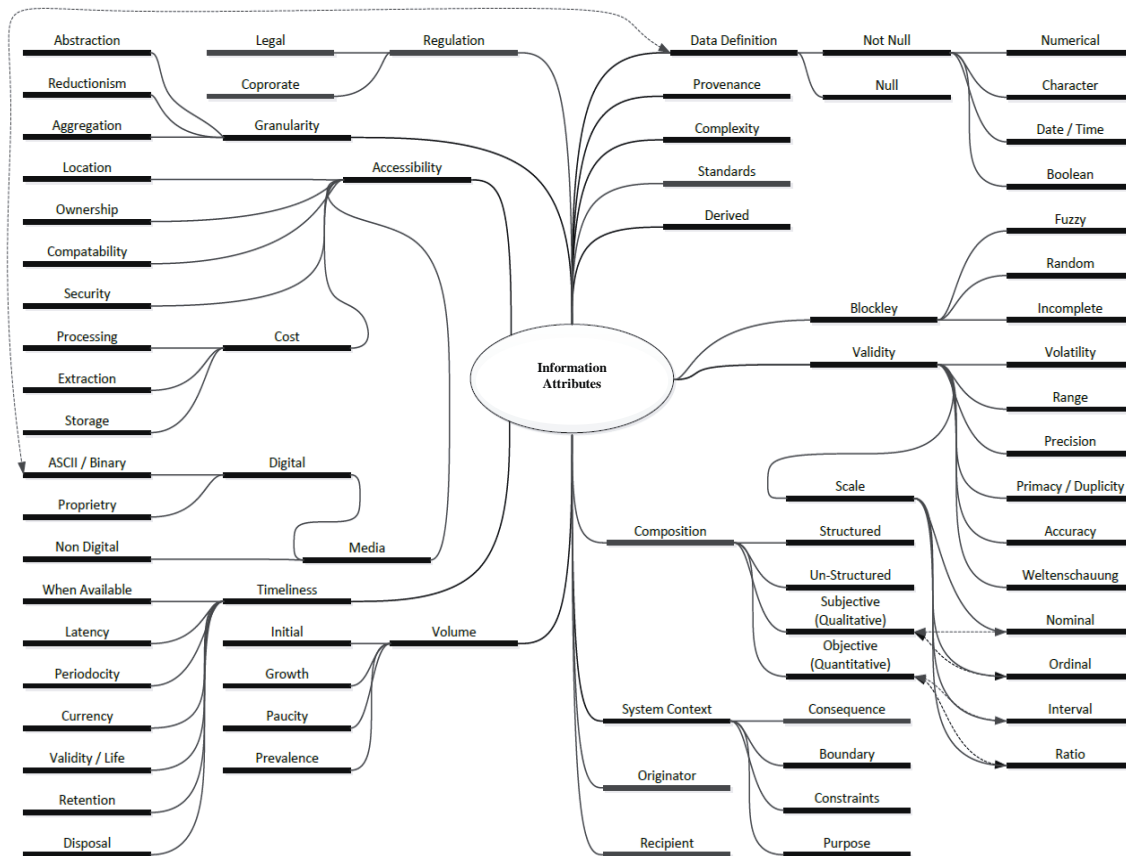 Abstraction
Legal
Regulation
Data Definition
Not Null
Numerical
Reductionism
Coprorate
Provenance
Null
Character
Aggregation
Granularity
Complexity
Date / Time
Location
Accessibility
Standards
Boolean
Ownership
Derived
Fuzzy
Compatability
Random
Security
Blockley
Incomplete
Processing
Cost
Information
Attributes
Validity
Volatility
Extraction
Range
Storage
Precision
ASCII / Binary
Digital
Scale
Primacy / Duplicity
Proprietry
Composition
Structured
Accuracy
Non Digital
Media
Un-Structured
Weltenschauung
When Available
Timeliness
Subjective
(Qualitative)
Nominal
Latency
Initial
Volume
Objective
(Quantitative)
Ordinal
Periodocity
Growth
System Context
Consequence
Interval
Currency
Paucity
Boundary
Ratio
Validity / Life
Prevalence
Originator
Constraints
Retention
Disposal
Recipient
Purpose